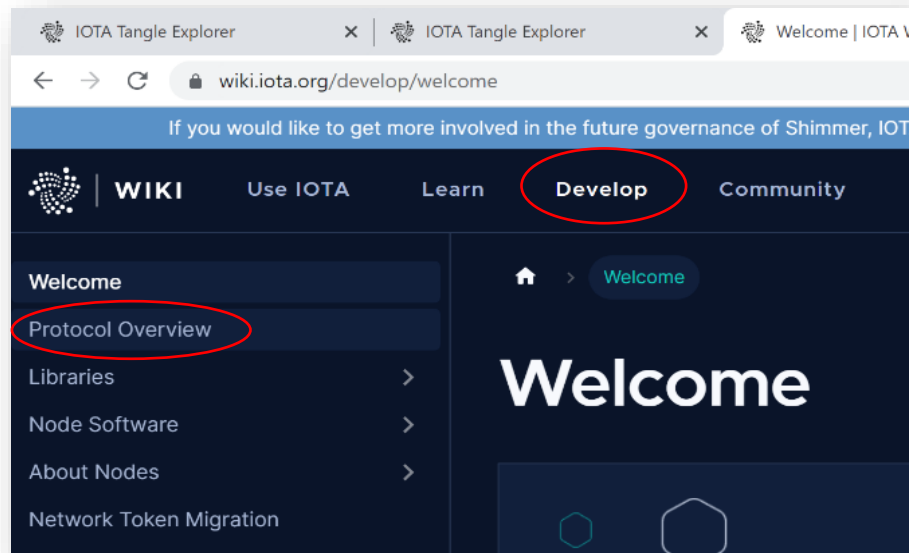 IOTA Tangle Explorer
IOTA Tangle Explorer
Welcome | IOTA
wiki.iota.org/develop/welcome
If you would like to get more involved in the future governance of Shimmer,
WIKI
Use IOTA
Learn
Develop
Community
Welcome
Protocol Overview
Libraries
Node Software
About Nodes
Network Token Migration
Welcome
Welcome